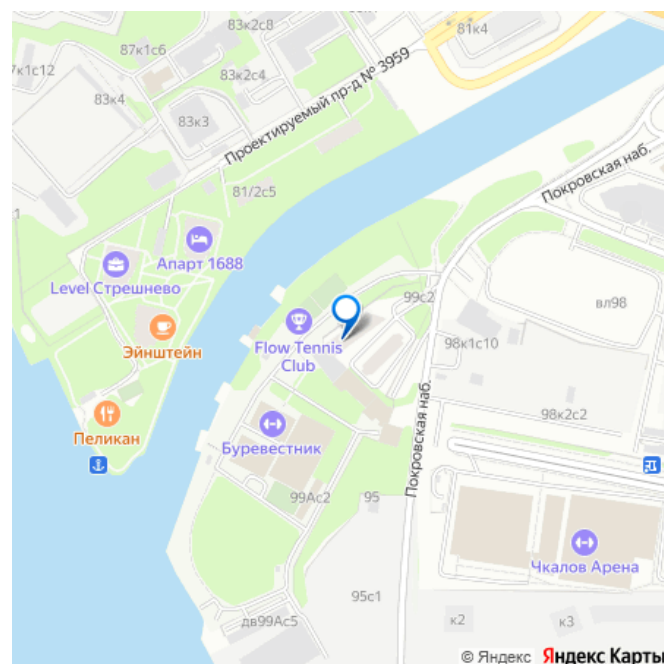 83к2с8
81к4
87к1с6
7к1с12
83к2с4
83к4
83к3
Проектируемый пр-д № 3959
Покровская наб.
81/2с5
1
Апарт 1688
Level Стрешнево
99с2
вл98
Эйнштейн
Flow Tennis
Club
98к1с10
Покровская наб.
98к2с2
Пеликан
Буревестник
99Ас2
95
Чкалов Арена
95с1
дв99Ас5
к2
к3
© Яндекс Яндекс Карты